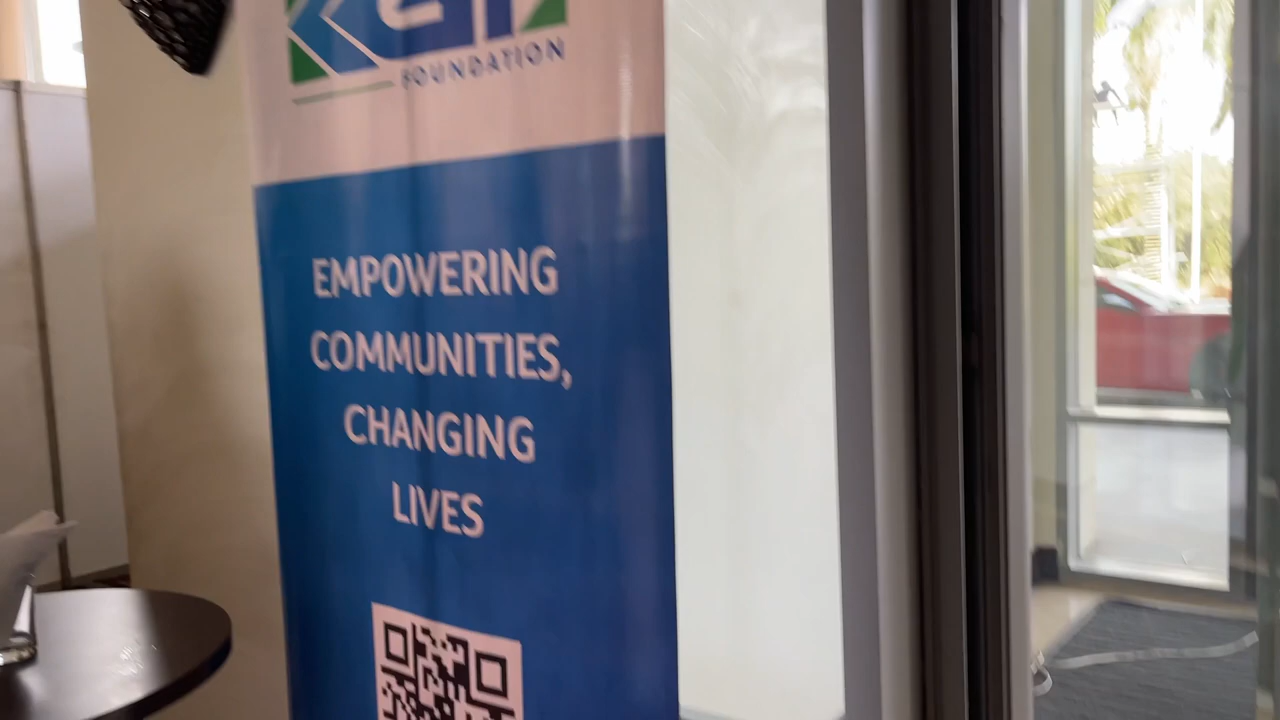 FOUNDATION
EMPOWERING
COMMUNITIES,
CHANGING
LIVES